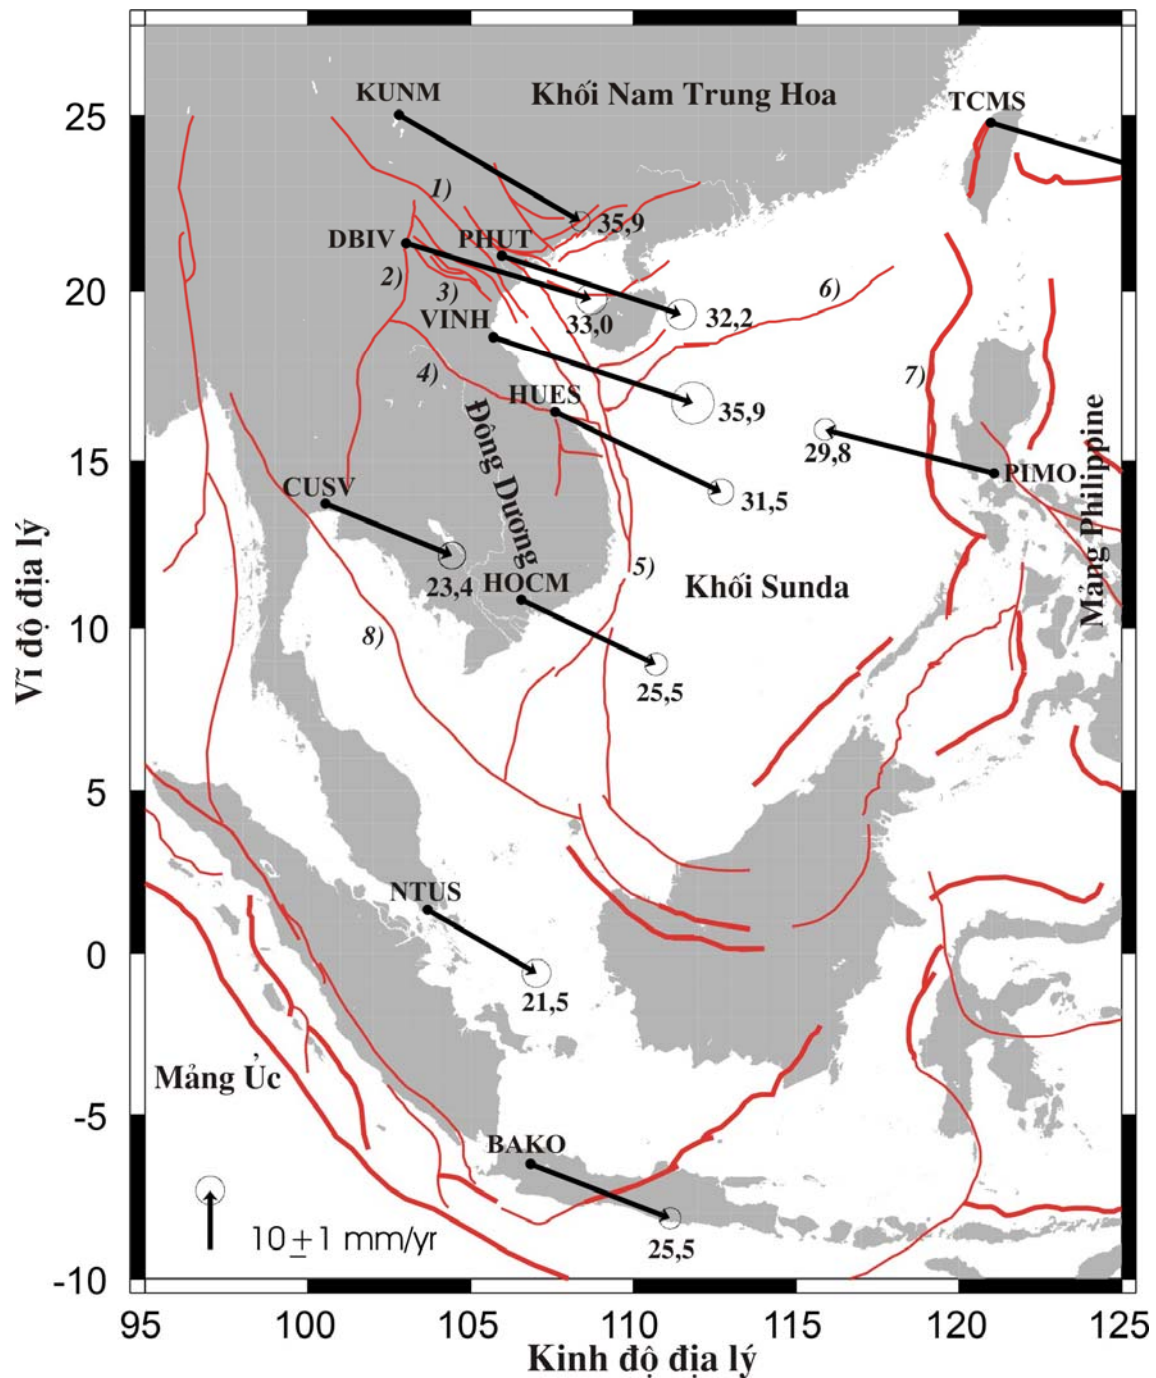 KUNM
Khối Nam Trung Hoa
TCMS
25
1)
35,9
DBIV
PHUT
2)
3)
20
6)
33,0
32,2
VINH
4)
7)
HUES
35,9
Đông Dương
29,8
15
PIMO
CUSV
31,5
Mảng Philippine
Vĩ độ địa lý
5)
23,4
HOCM
Khối Sunda
10
8)
25,5
5
NTUS
0
21,5
Mảng Úc
-5
BAKO
10±1 mm/yr
25,5
-10
95 100 105 110 115 120 125
Kinh độ địa lý